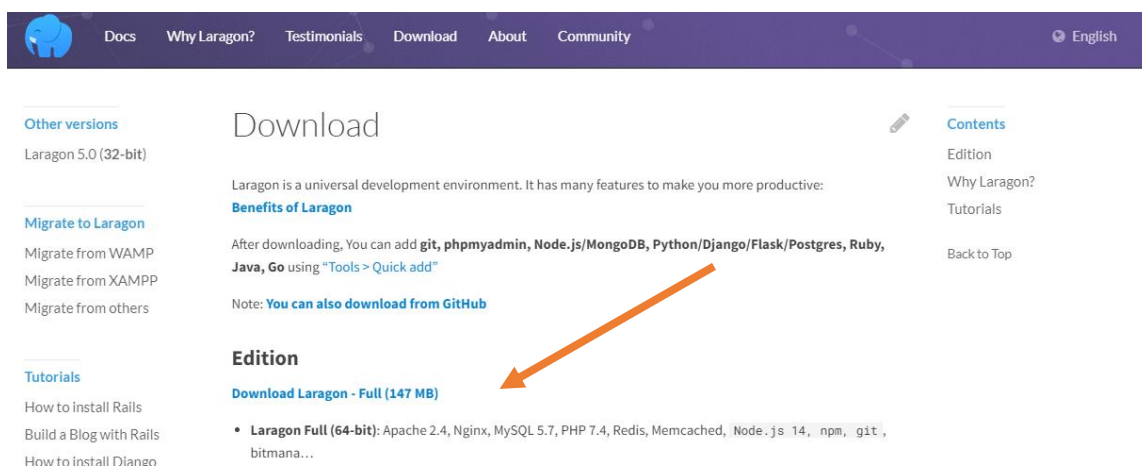 Docs Why Laragon? Testimonials Download About Community English
Other versions
Laragon 5.0 (32-bit)
Migrate to Laragon
Migrate from WAMP
Migrate from XAMPP
Migrate from others
Tutorials
How to install Rails
Build a Blog with Rails
How to install Django
Download
Laragon is a universal development environment. It has many features to make you more productive:
Benefits of Laragon
After downloading, You can add git, phpmyadmin, Node.js/MongoDB, Python/Django/Flask/Postgres, Ruby,
Java, Go using “Tools > Quick add”
Note: You can also download from GitHub
Edition
Download Laragon - Full (147 MB)
• Laragon Full (64-bit): Apache 2.4, Nginx, MySQL 5.7, PHP 7.4, Redis, Memcached, Node.js 14, npm, git,
bitmana…
Contents
Edition
Why Laragon?
Tutorials
Back to Top